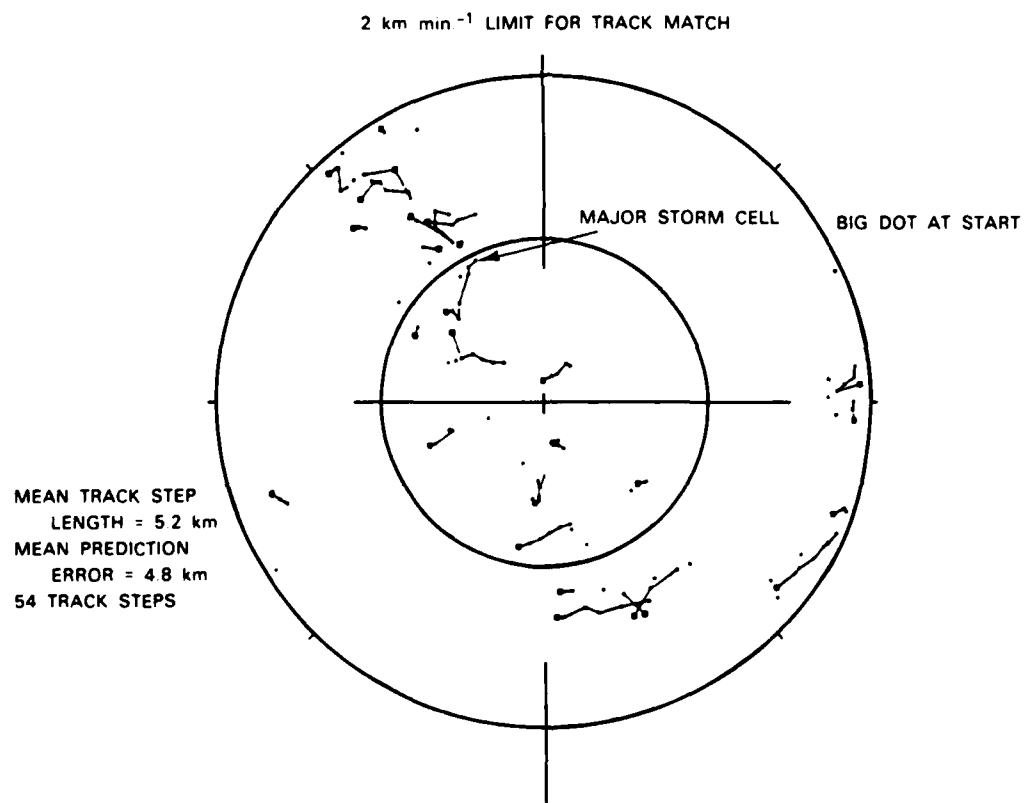 2 km min.⁻¹ LIMIT FOR TRACK MATCH
MAJOR STORM CELL
BIG DOT AT START
MEAN TRACK STEP
LENGTH = 5.2 km
MEAN PREDICTION
ERROR = 4.8 km
54 TRACK STEPS